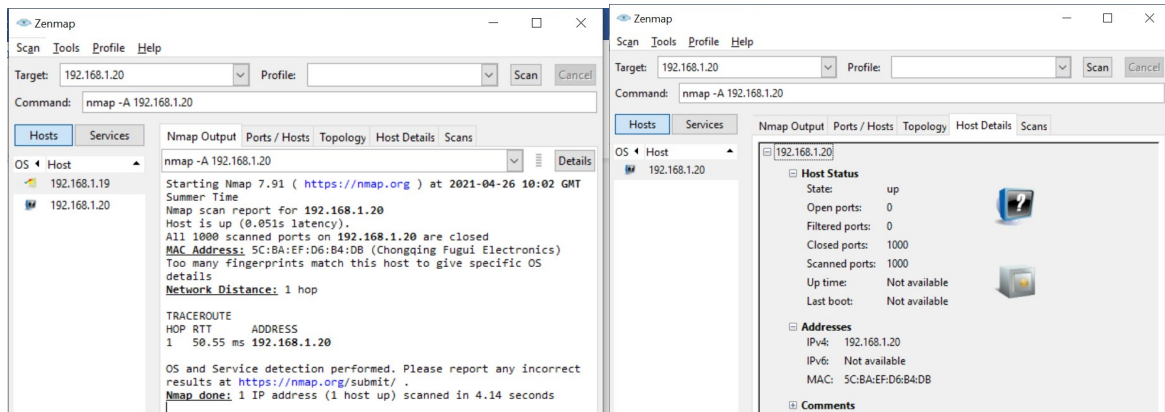 Zenmap
Scan Tools Profile Help
Target: 192.168.1.20 Profile: Scan Cancel
Command: nmap -A 192.168.1.20
Hosts Services
Nmap Output Ports / Hosts Topology Host Details Scans
OS Host
192.168.1.19
192.168.1.20
nmap -A 192.168.1.20 Details
Starting Nmap 7.91 ( https://nmap.org ) at 2021-04-26 10:02 GMT
Summer Time
Nmap scan report for 192.168.1.20
Host is up (0.051s latency).
All 1000 scanned ports on 192.168.1.20 are closed
MAC Address: 5C:BA:EF:D6:B4:DB (Chongqing Fugui Electronics)
Too many fingerprints match this host to give specific OS
details
Network Distance: 1 hop
TRACEROUTE
HOP RTT ADDRESS
1 50.55 ms 192.168.1.20
OS and Service detection performed. Please report any incorrect
results at https://nmap.org/submit/ .
Nmap done: 1 IP address (1 host up) scanned in 4.14 seconds
Zenmap
Scan Tools Profile Help
Target: 192.168.1.20 Profile: Scan Cancel
Command: nmap -A 192.168.1.20
Hosts Services
Nmap Output Ports / Hosts Topology Host Details Scans
OS Host
192.168.1.20
192.168.1.20
Host Status
State: up
Open ports: 0
Filtered ports: 0
Closed ports: 1000
Scanned ports: 1000
Up time: Not available
Last boot: Not available
Addresses
IPv4: 192.168.1.20
IPv6: Not available
MAC: 5C:BA:EF:D6:B4:DB
Comments